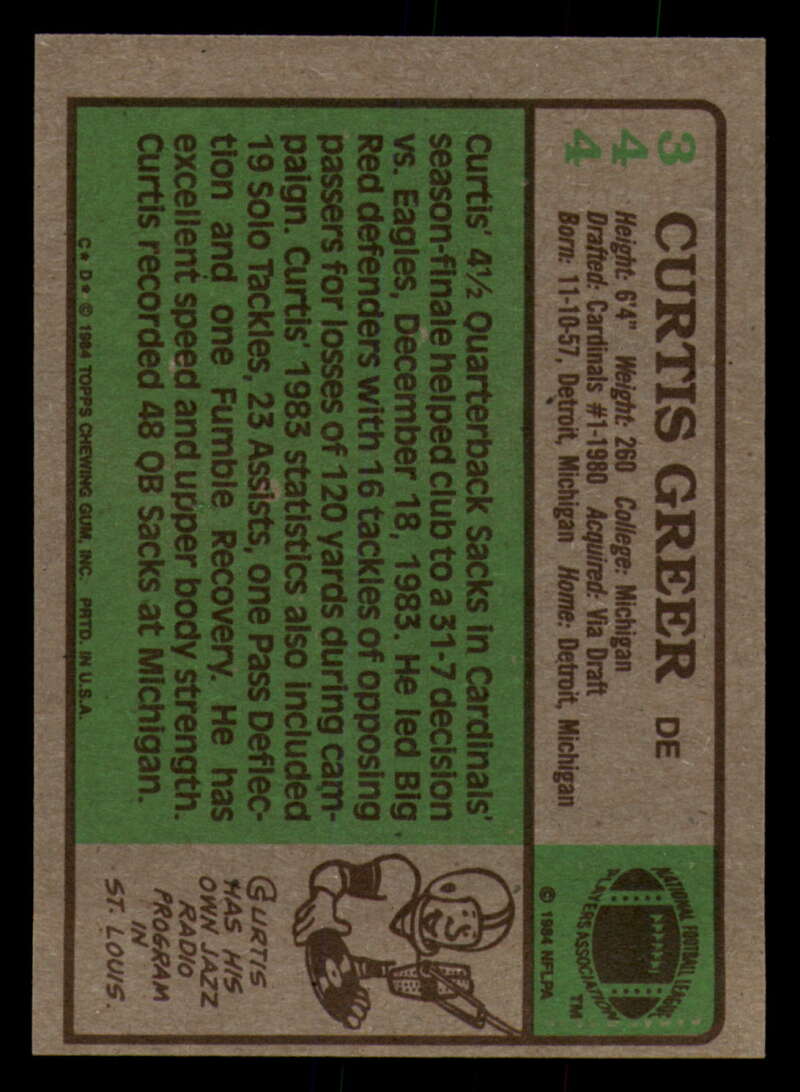 344
CURTIS GREER DE
Height: 6'4" Weight: 260 College: Michigan
Drafted: Cardinals #1-1980 Acquired: Via Draft
Born: 11-10-57, Detroit, Michigan Home: Detroit, Michigan
NATIONAL FOOTBALL LEAGUE
PLAYERS ASSOCIATION
TM
© 1984 NFLPA
Curtis' 4½ Quarterback Sacks in Cardinals'
season-finale helped club to a 31-7 decision
vs. Eagles, December 18, 1983. He led Big
Red defenders with 16 tackles of opposing
passers for losses of 120 yards during cam-
paign. Curtis' 1983 statistics also included
19 Solo Tackles, 23 Assists, one Pass Deflec-
tion and one Fumble Recovery. He has
excellent speed and upper body strength.
Curtis recorded 48 QB Sacks at Michigan.
CURTIS
HAS HIS
OWN JAZZ
RADIO
PROGRAM
IN
ST. LOUIS.
C★ D★ © 1984 TOPPS CHEWING GUM, INC. PRTD. IN U.S.A.